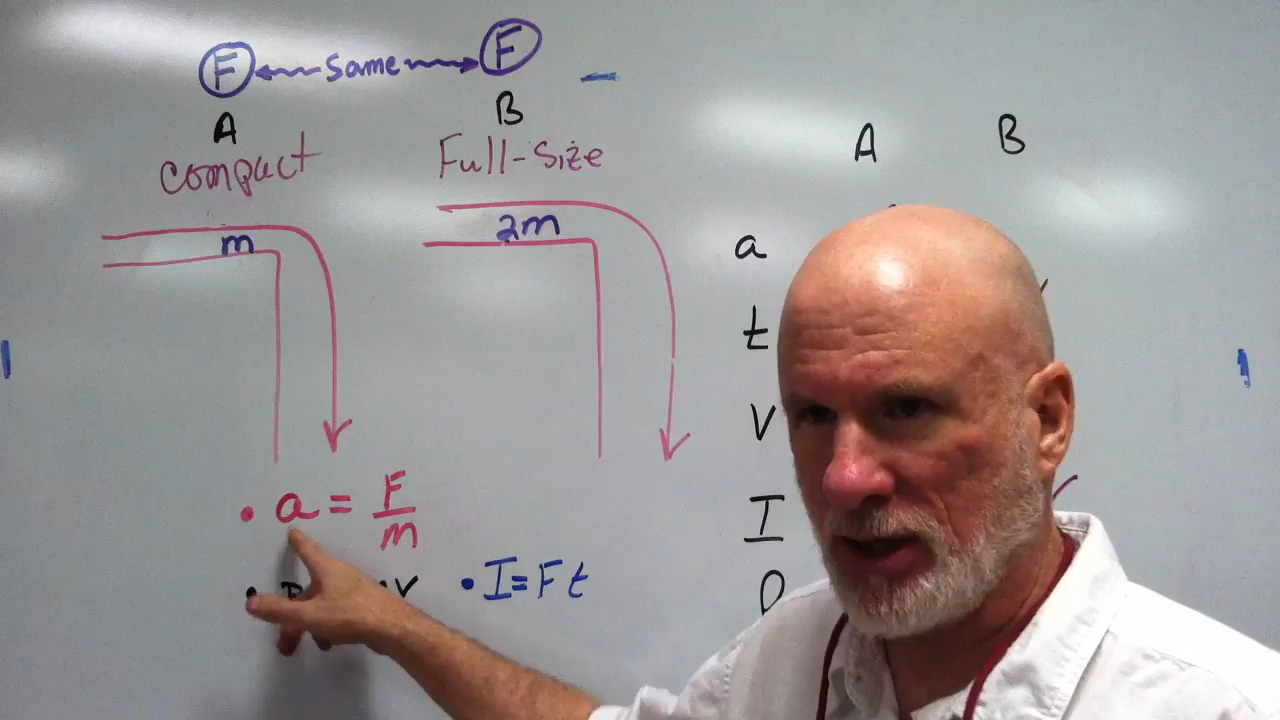 F same F
A B
compact Full-Size
m 2m
a = F/m
I=Ft
A B
a
t
v
I